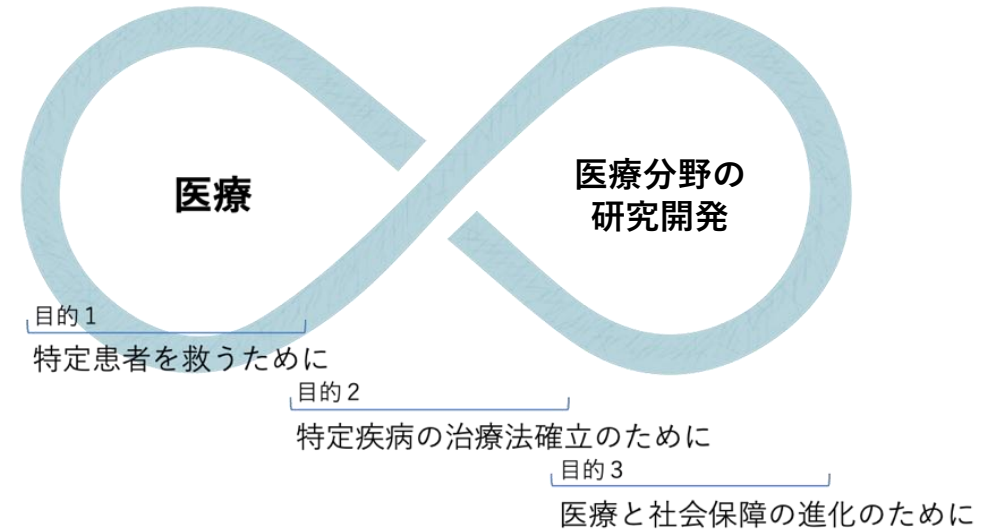 医療
医療分野の
研究開発
目的1
特定患者を救うために
目的2
特定疾病の治療法確立のために
目的3
医療と社会保障の進化のために